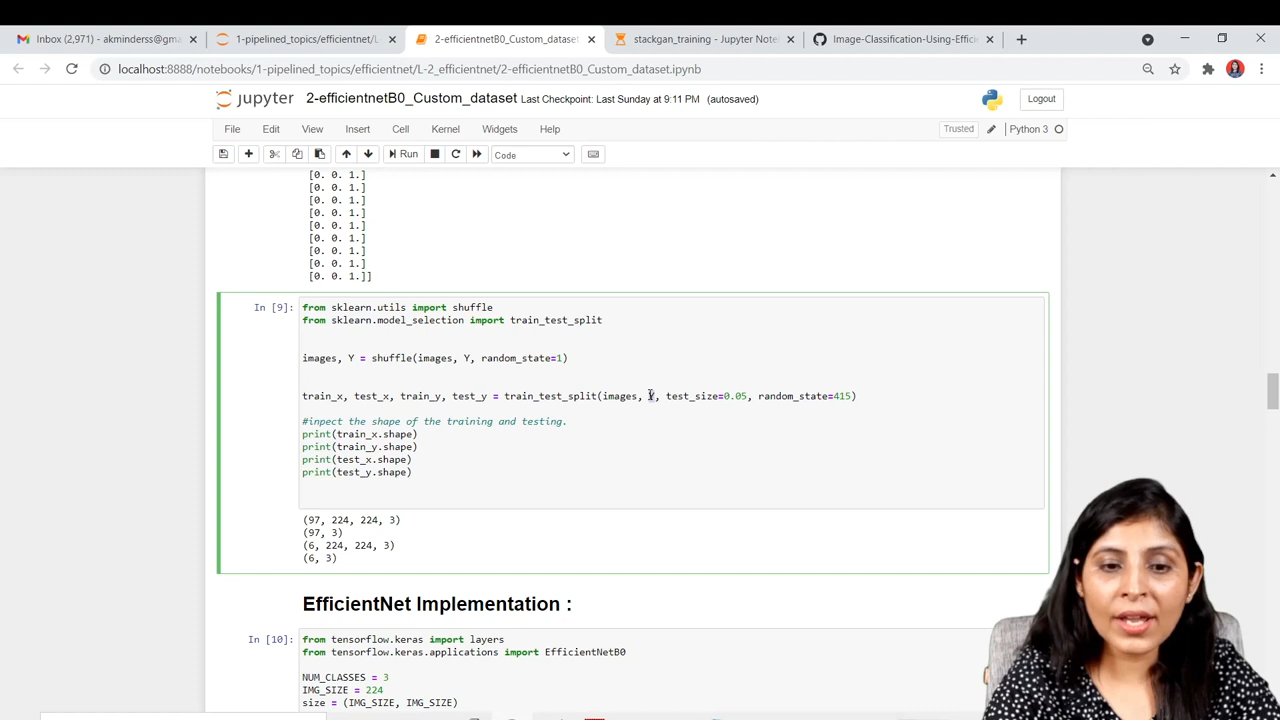 Inbox (2,971) - akminderss@gma
1-pipelined_topics/efficientnet/L-
2-efficientnetB0_Custom_dataset
stackgan_training - Jupyter Note
Image-Classification-Using-Effici
localhost:8888/notebooks/1-pipelined_topics/efficientnet/L-2_efficientnet/2-efficientnetB0_Custom_dataset.ipynb
jupyter 2-efficientnetB0_Custom_dataset Last Checkpoint: Last Sunday at 9:11 PM (autosaved)
Logout
File Edit View Insert Cell Kernel Widgets Help
Trusted
Python 3
Run
Code
[0. 0. 1.]
[0. 0. 1.]
[0. 0. 1.]
[0. 0. 1.]
[0. 0. 1.]
[0. 0. 1.]
[0. 0. 1.]
[0. 0. 1.]
[0. 0. 1.]]
In [9]: from sklearn.utils import shuffle
from sklearn.model_selection import train_test_split
images, Y = shuffle(images, Y, random_state=1)
train_x, test_x, train_y, test_y = train_test_split(images, Y, test_size=0.05, random_state=415)
#inpect the shape of the training and testing.
print(train_x.shape)
print(train_y.shape)
print(test_x.shape)
print(test_y.shape)
(97, 224, 224, 3)
(97, 3)
(6, 224, 224, 3)
(6, 3)
EfficientNet Implementation :
In [10]: from tensorflow.keras import layers
from tensorflow.keras.applications import EfficientNetB0
NUM_CLASSES = 3
IMG_SIZE = 224
size = (IMG_SIZE, IMG_SIZE)